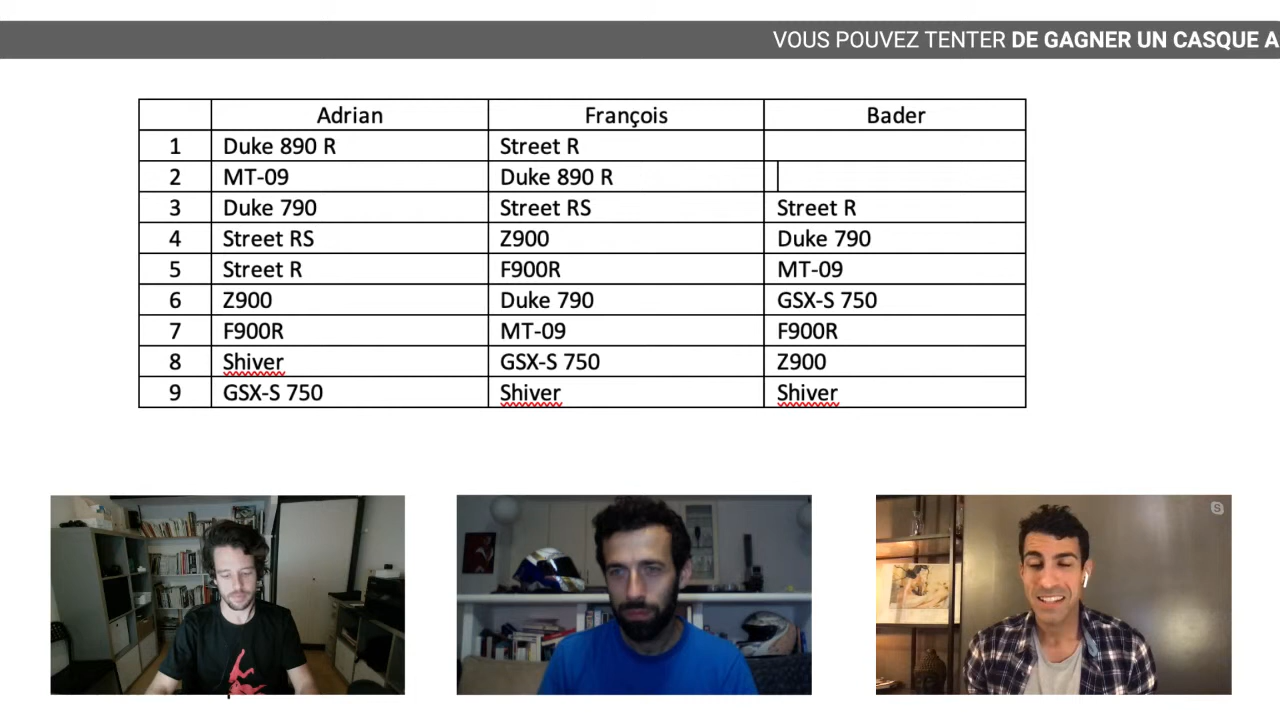 VOUS POUVEZ TENTER DE GAGNER UN CASQUE A
Adrian François Bader
1 Duke 890 R Street R
2 MT-09 Duke 890 R
3 Duke 790 Street RS Street R
4 Street RS Z900 Duke 790
5 Street R F900R MT-09
6 Z900 Duke 790 GSX-S 750
7 F900R MT-09 F900R
8 Shiver GSX-S 750 Z900
9 GSX-S 750 Shiver Shiver